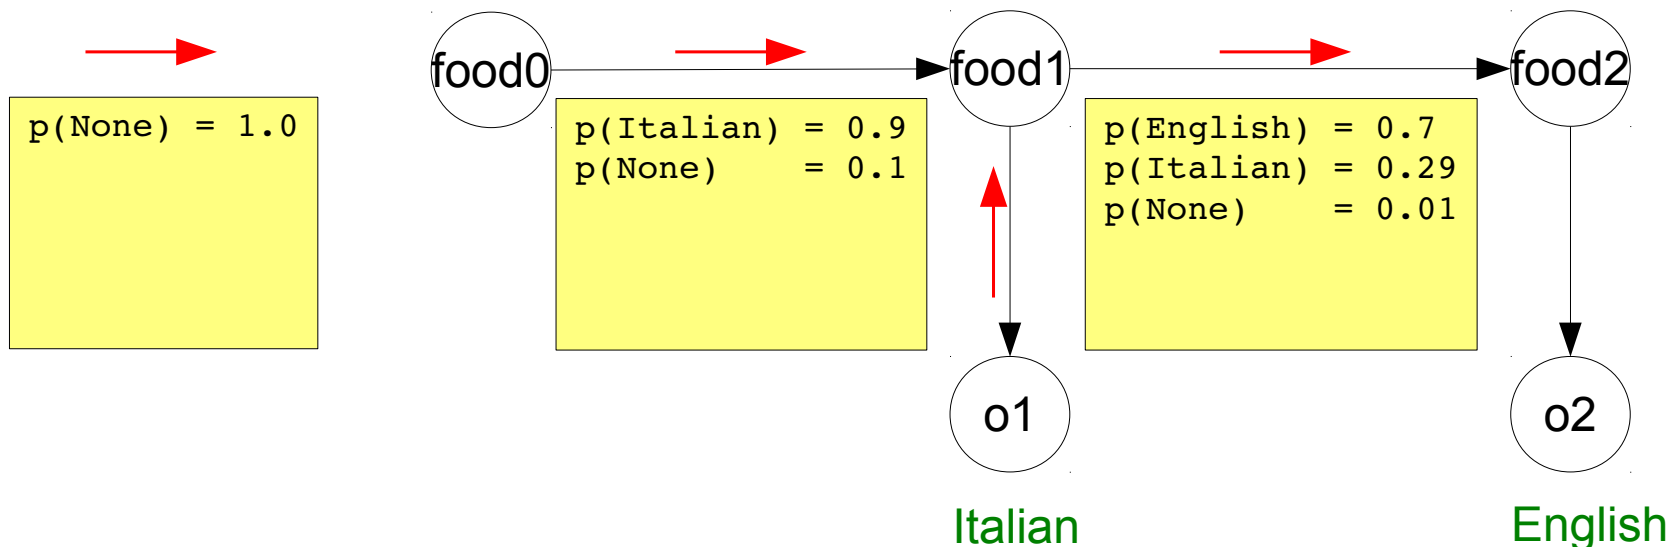 food0
food1
food2
p(None) = 1.0
p(Italian) = 0.9
p(None)    = 0.1
p(English) = 0.7
p(Italian) = 0.29
p(None)    = 0.01
o1
o2
Italian
English